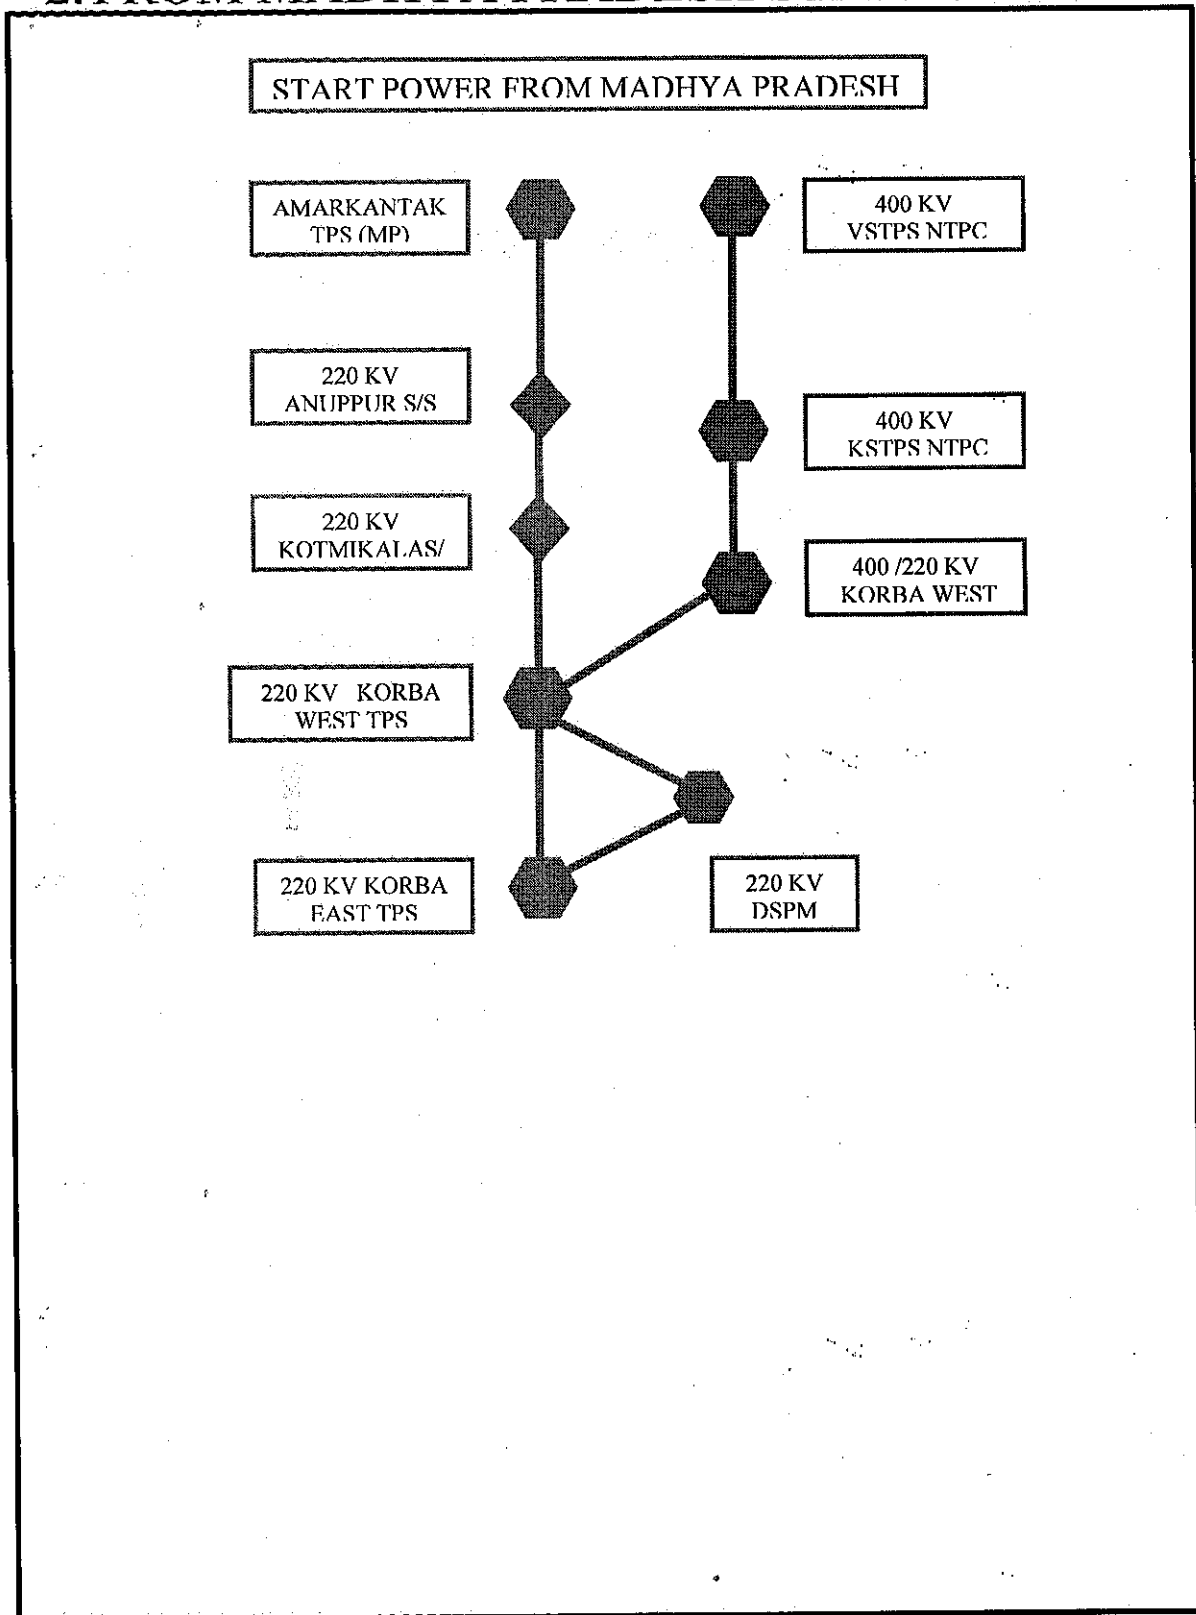 START POWER FROM MADHYA PRADESH
AMARKANTAK
TPS (MP)
400 KV
VSTPS NTPC
220 KV
ANUPPUR S/S
400 KV
KSTPS NTPC
220 KV
KOTMIKALAS/
400 /220 KV
KORBA WEST
220 KV KORBA
WEST TPS
220 KV KORBA
EAST TPS
220 KV
DSPM